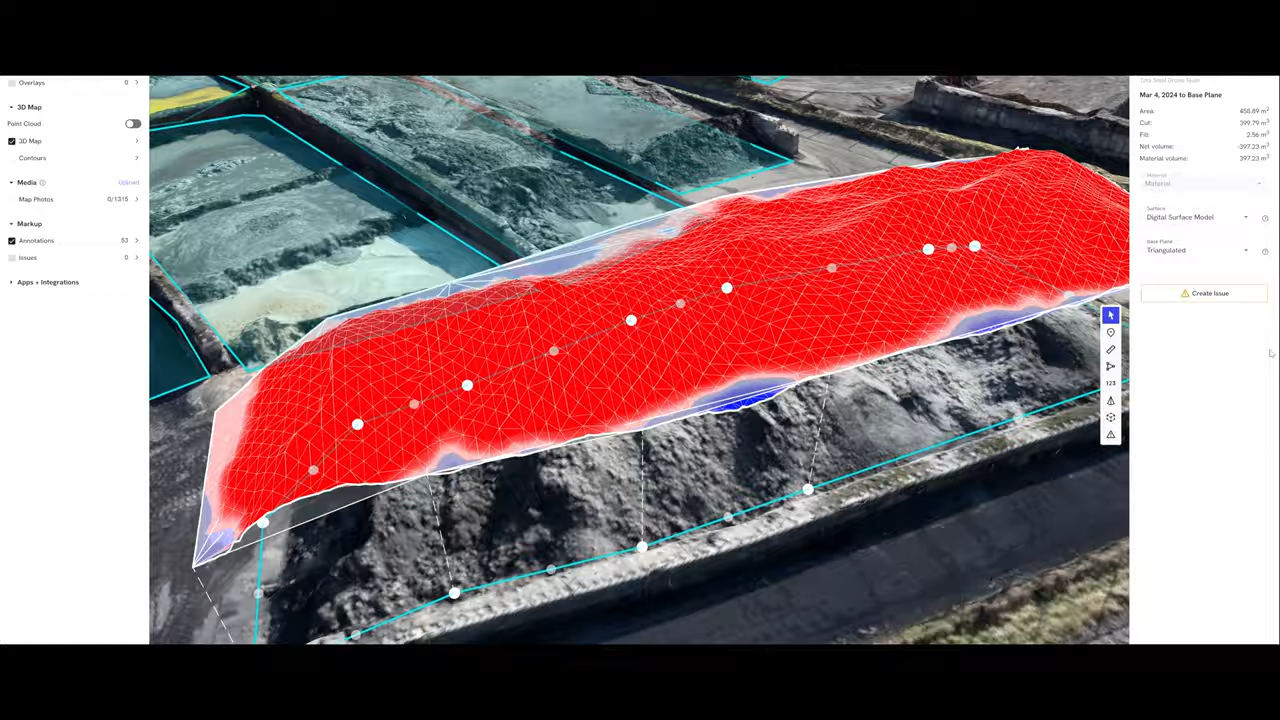 Overlays 0
3D Map
Point Cloud
3D Map
Contours
Media Upload
Map Photos 0/1315
Markup
Annotations 53
Issues 0
Apps + Integrations
Mar 4, 2024 to Base Plane
Area: 458.89 m²
Cut: 399.79 m³
Fill: 2.56 m³
Net volume: -397.23 m³
Material volume: 397.23 m³
Material
Material
Surface
Digital Surface Model
Base Plane
Triangulated
Create Issue
123